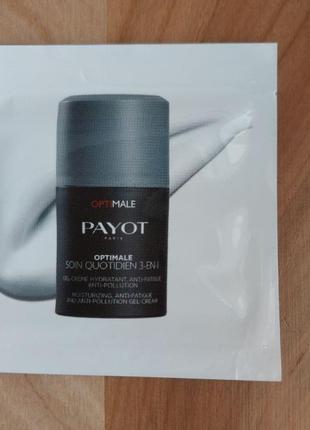 OPTIMALE
PAYOT
PARIS
OPTIMALE
SOIN QUOTIDIEN 3-EN-1
GEL-CRÈME HYDRATANT, ANTI-FATIGUE
ANTI-POLLUTION
MOISTURIZING, ANTI-FATIGUE
AND ANTI-POLLUTION GEL-CREAM